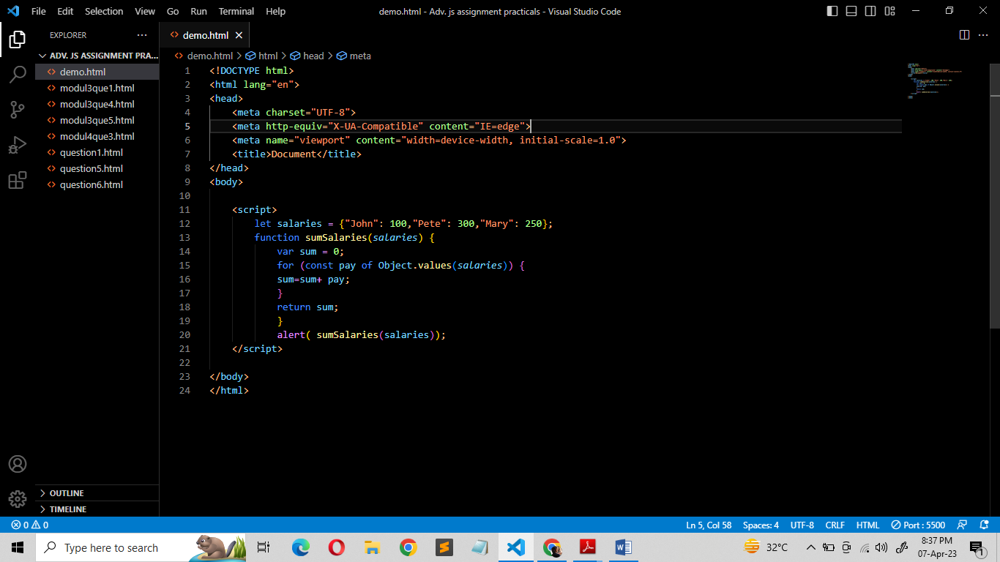 File Edit Selection View Go Run Terminal Help demo.html - Adv. js assignment practicals - Visual Studio Code
EXPLORER
ADV. JS ASSIGNMENT PRA...
demo.html
modul3que1.html
modul3que4.html
modul3que5.html
modul4que3.html
question1.html
question5.html
question6.html
OUTLINE
TIMELINE
demo.html
demo.html > html > head > meta
1 <!DOCTYPE html>
2 <html lang="en">
3 <head>
4 <meta charset="UTF-8">
5 <meta http-equiv="X-UA-Compatible" content="IE=edge">
6 <meta name="viewport" content="width=device-width, initial-scale=1.0">
7 <title>Document</title>
8 </head>
9 <body>
10
11 <script>
12 let salaries = {"John": 100,"Pete": 300,"Mary": 250};
13 function sumSalaries(salaries) {
14 var sum = 0;
15 for (const pay of Object.values(salaries)) {
16 sum=sum+ pay;
17 }
18 return sum;
19 }
20 alert( sumSalaries(salaries));
21 </script>
22
23 </body>
24 </html>
0 0 Ln 5, Col 58 Spaces: 4 UTF-8 CRLF HTML Port : 5500
Type here to search 32°C 8:37 PM
07-Apr-23 1